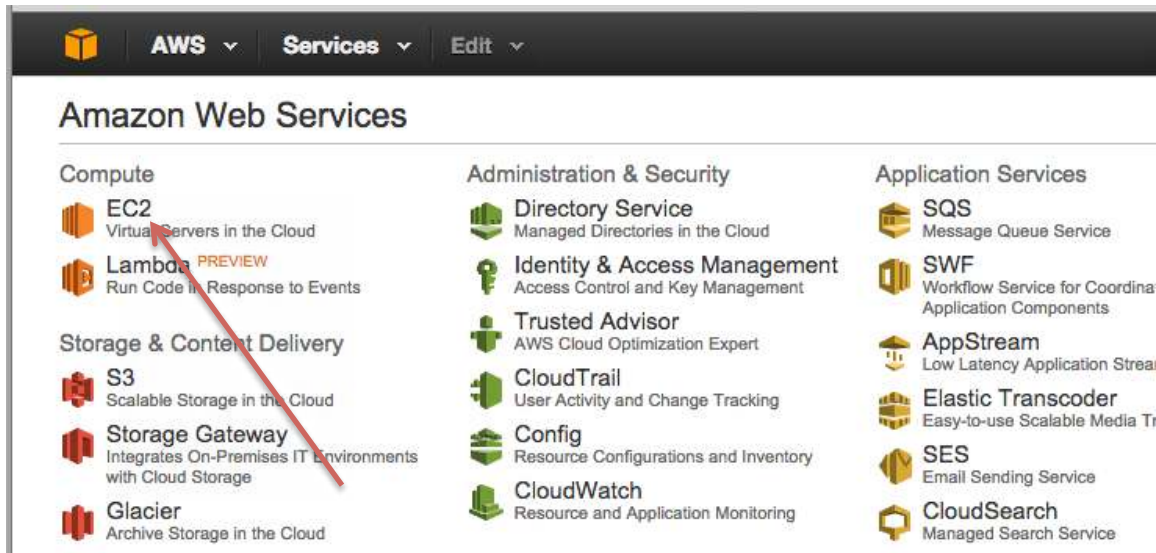 AWS Services Edit
Amazon Web Services
Compute
EC2
Virtual Servers in the Cloud
Lambda PREVIEW
Run Code in Response to Events
Storage & Content Delivery
S3
Scalable Storage in the Cloud
Storage Gateway
Integrates On-Premises IT Environments
with Cloud Storage
Glacier
Archive Storage in the Cloud
Administration & Security
Directory Service
Managed Directories in the Cloud
Identity & Access Management
Access Control and Key Management
Trusted Advisor
AWS Cloud Optimization Expert
CloudTrail
User Activity and Change Tracking
Config
Resource Configurations and Inventory
CloudWatch
Resource and Application Monitoring
Application Services
SQS
Message Queue Service
SWF
Workflow Service for Coordina
Application Components
AppStream
Low Latency Application Strea
Elastic Transcoder
Easy-to-use Scalable Media Tr
SES
Email Sending Service
CloudSearch
Managed Search Service